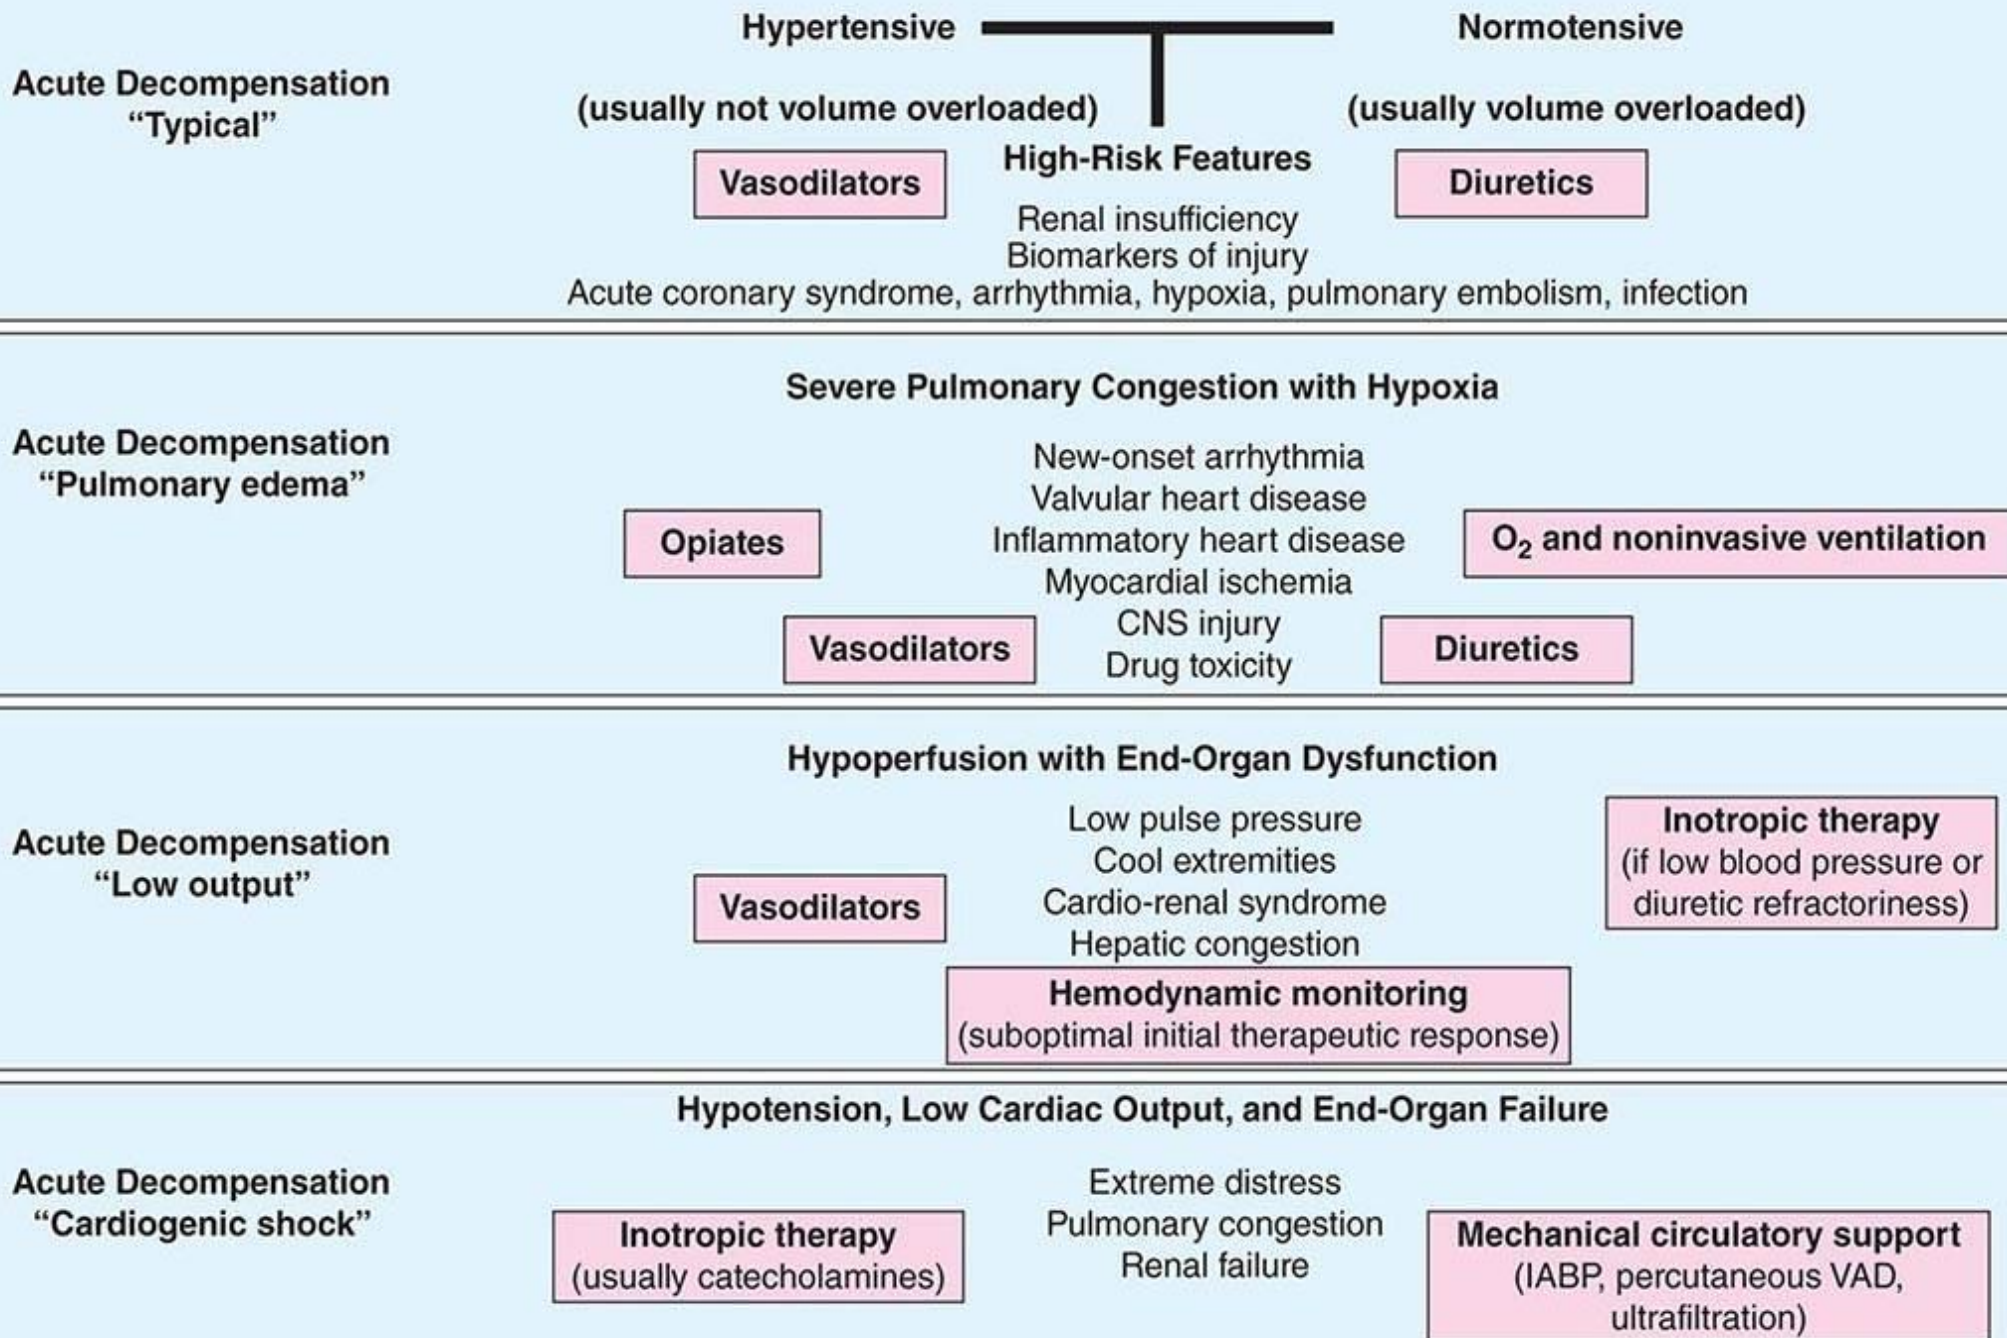 Hypertensive
Normotensive
Acute Decompensation
“Typical”
(usually not volume overloaded)
(usually volume overloaded)
Vasodilators
High-Risk Features
Diuretics
Renal insufficiency
Biomarkers of injury
Acute coronary syndrome, arrhythmia, hypoxia, pulmonary embolism, infection
Severe Pulmonary Congestion with Hypoxia
Acute Decompensation
“Pulmonary edema”
New-onset arrhythmia
Valvular heart disease
Inflammatory heart disease
Myocardial ischemia
CNS injury
Drug toxicity
Opiates
O₂ and noninvasive ventilation
Vasodilators
Diuretics
Hypoperfusion with End-Organ Dysfunction
Acute Decompensation
“Low output”
Low pulse pressure
Cool extremities
Cardio-renal syndrome
Hepatic congestion
Vasodilators
Inotropic therapy
(if low blood pressure or
diuretic refractoriness)
Hemodynamic monitoring
(suboptimal initial therapeutic response)
Hypotension, Low Cardiac Output, and End-Organ Failure
Acute Decompensation
“Cardiogenic shock”
Extreme distress
Pulmonary congestion
Renal failure
Inotropic therapy
(usually catecholamines)
Mechanical circulatory support
(IABP, percutaneous VAD,
ultrafiltration)